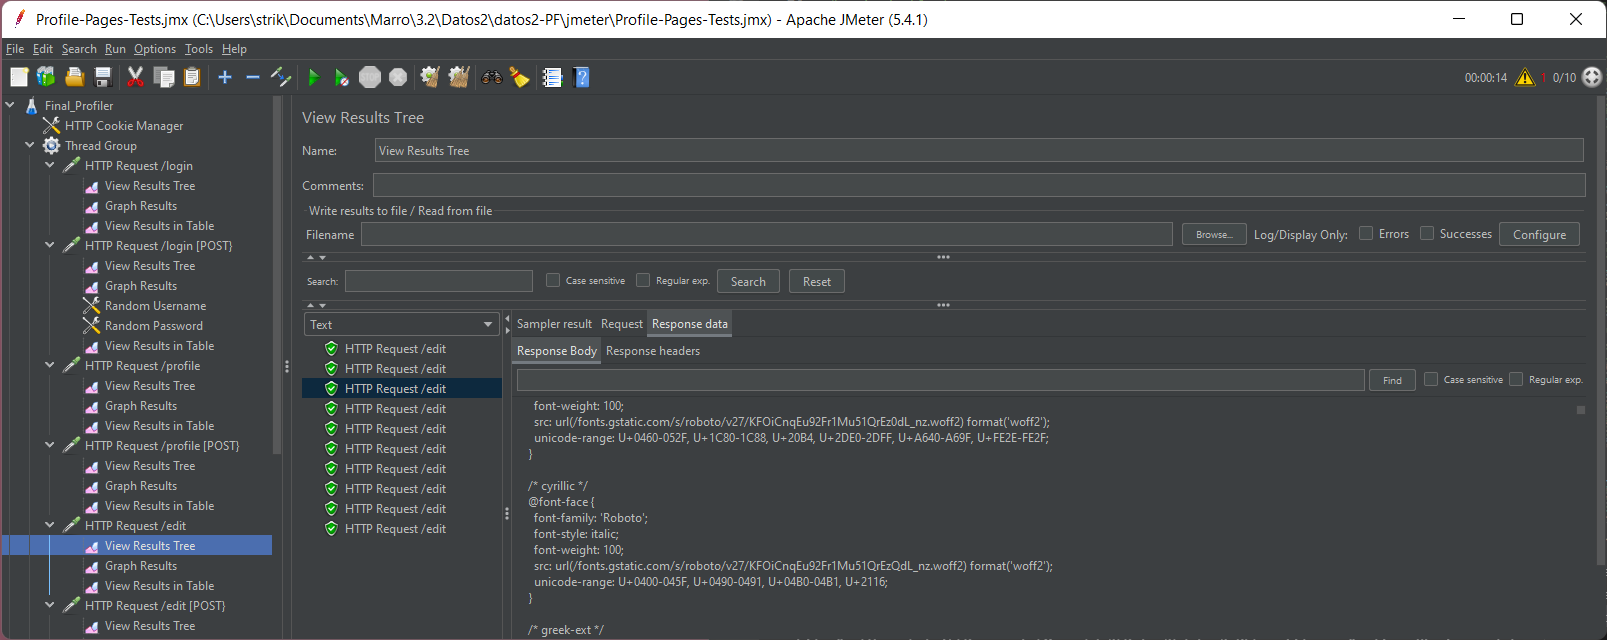 Profile-Pages-Tests.jmx (C:\Users\strik\Documents\Marro\3.2\Datos2\datos2-PF\jmeter\Profile-Pages-Tests.jmx) - Apache JMeter (5.4.1)
File Edit Search Run Options Tools Help
STOP
00:00:14 1 0/10
Final_Profiler
HTTP Cookie Manager
Thread Group
HTTP Request /login
View Results Tree
Graph Results
View Results in Table
HTTP Request /login [POST}
View Results Tree
Graph Results
Random Username
Random Password
View Results in Table
HTTP Request /profile
View Results Tree
Graph Results
View Results in Table
HTTP Request /profile [POST}
View Results Tree
Graph Results
View Results in Table
HTTP Request /edit
View Results Tree
Graph Results
View Results in Table
HTTP Request /edit [POST}
View Results Tree
View Results Tree
Name: View Results Tree
Comments:
Write results to file / Read from file
Filename Browse... Log/Display Only: Errors Successes Configure
Search: Case sensitive Regular exp. Search Reset
Text
HTTP Request /edit
HTTP Request /edit
HTTP Request /edit
HTTP Request /edit
HTTP Request /edit
HTTP Request /edit
HTTP Request /edit
HTTP Request /edit
HTTP Request /edit
HTTP Request /edit
Sampler result Request Response data
Response Body Response headers
Find Case sensitive Regular exp.
font-weight: 100;
src: url(/fonts.gstatic.com/s/roboto/v27/KFOiCnqEu92Fr1Mu51QrEz0dL_nz.woff2) format('woff2');
unicode-range: U+0460-052F, U+1C80-1C88, U+20B4, U+2DE0-2DFF, U+A640-A69F, U+FE2E-FE2F;
}
/* cyrillic */
@font-face {
font-family: 'Roboto';
font-style: italic;
font-weight: 100;
src: url(/fonts.gstatic.com/s/roboto/v27/KFOiCnqEu92Fr1Mu51QrEzQdL_nz.woff2) format('woff2');
unicode-range: U+0400-045F, U+0490-0491, U+04B0-04B1, U+2116;
}
/* greek-ext */